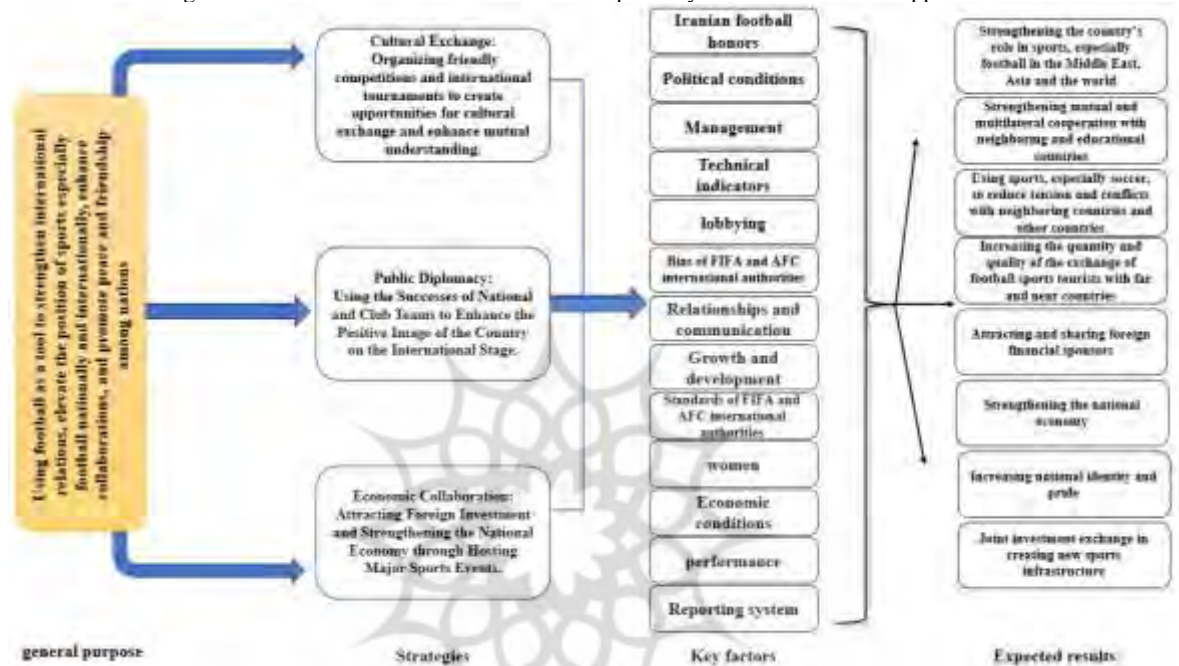 Using football as a tool to strengthen international
relations, elevate the position of sports especially
football nationally and internationally, enhance
collaborations, and promote peace and friendship
among nations
general purpose
Cultural Exchange:
Organizing friendly
competitions and international
tournaments to create
opportunities for cultural
exchange and enhance mutual
understanding.
Public Diplomacy:
Using the Successes of National
and Club Teams to Enhance the
Positive Image of the Country
on the International Stage.
Economic Collaboration:
Attracting Foreign Investment
and Strengthening the National
Economy through Hosting
Major Sports Events.
Strategies
Iranian football
honors
Political conditions
Management
Technical
indicators
lobbying
Bias of FIFA and AFC
international authorities
Relationships and
communication
Growth and
development
Standards of FIFA and
AFC international
authorities
women
Economic
conditions
performance
Reporting system
Key factors
Strengthening the country's
role in sports, especially
football in the Middle East,
Asia and the world
Strengthening mutual and
multilateral cooperation with
neighboring and educational
countries
Using sports, especially soccer,
to reduce tension and conflicts
with neighboring countries and
other countries
Increasing the quantity and
quality of the exchange of
football sports tourists with far
and near countries
Attracting and sharing foreign
financial sponsors
Strengthening the national
economy
Increasing national identity and
pride
Joint investment exchange in
creating new sports
infrastructure
Expected results